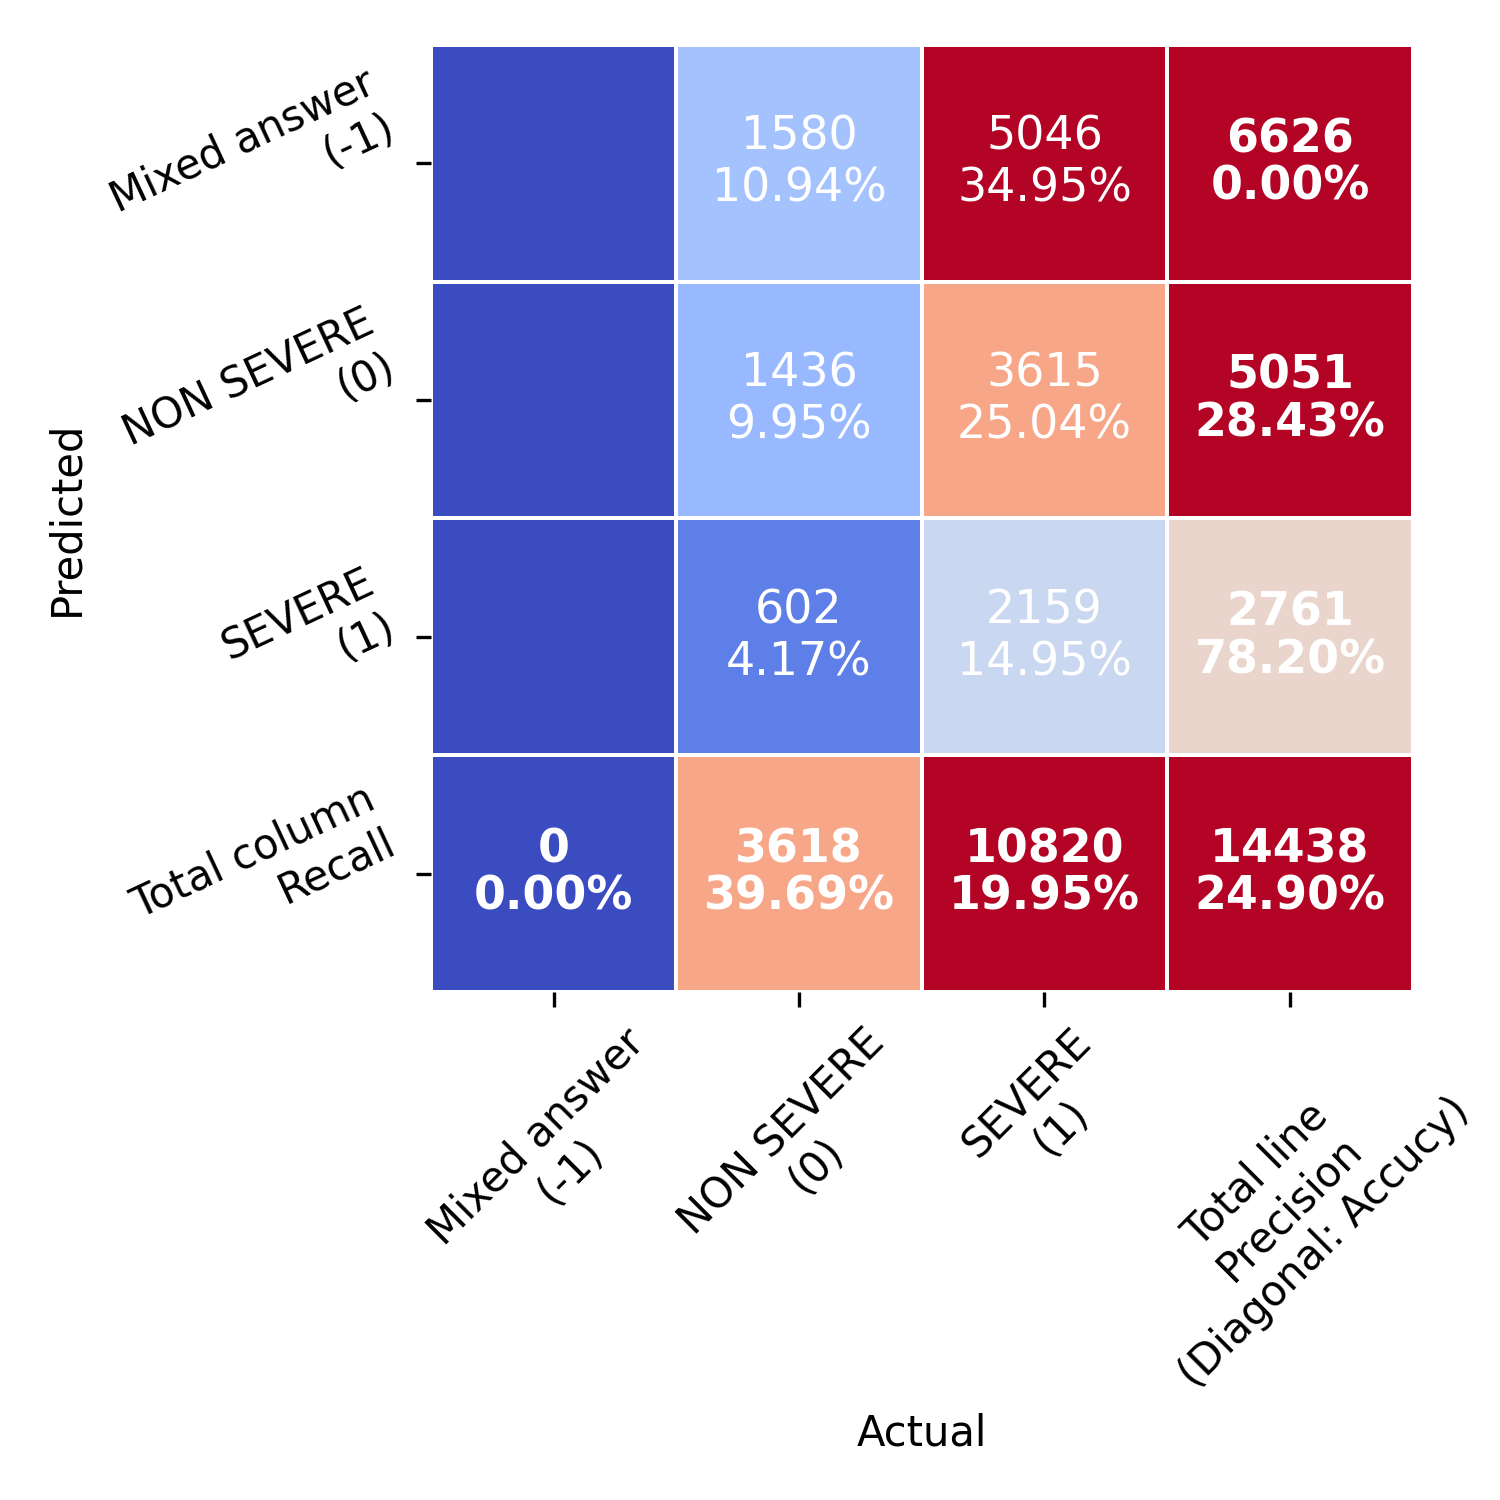 Mixed answer
(-1)
1580
10.94%
5046
34.95%
6626
0.00%
NON SEVERE
(0)
1436
9.95%
3615
25.04%
5051
28.43%
Predicted
SEVERE
(1)
602
4.17%
2159
14.95%
2761
78.20%
Total column
Recall
0
0.00%
3618
39.69%
10820
19.95%
14438
24.90%
Mixed answer
(-1)
NON SEVERE
(0)
SEVERE
(1)
Total line
Precision
(Diagonal: Accucy)
Actual